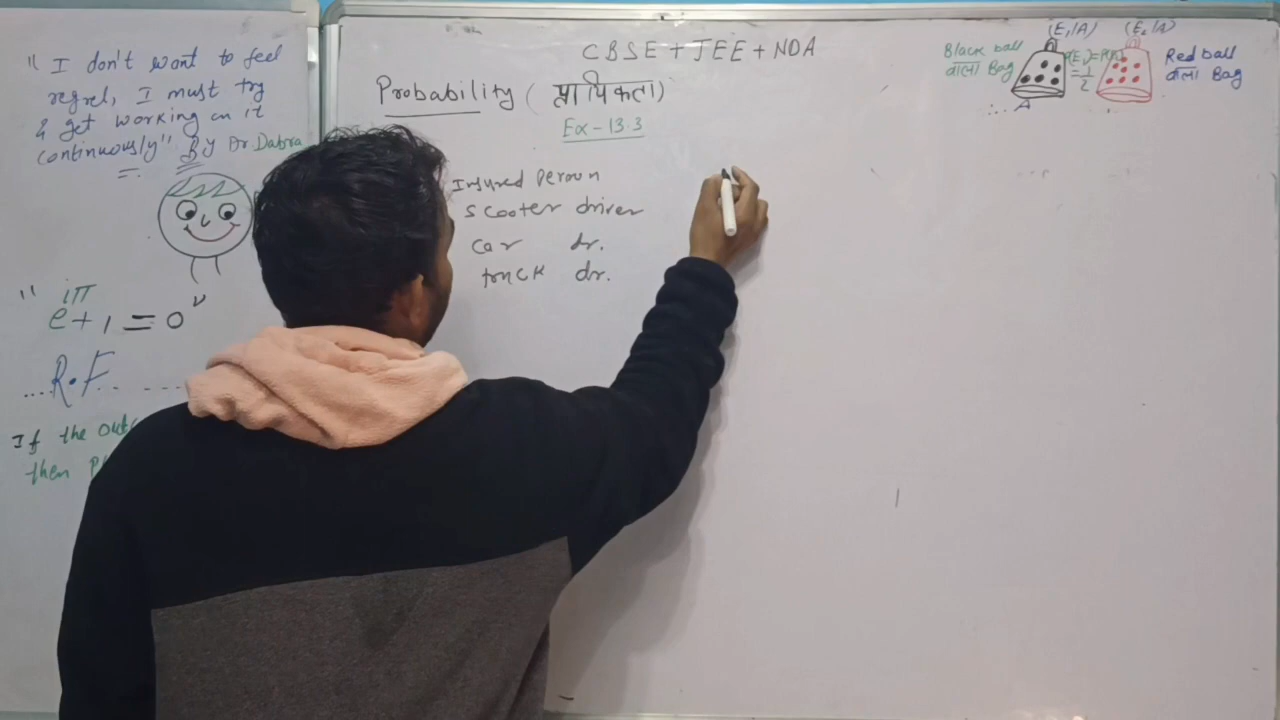 " I don't want to feel
regret, I must try
& get working on it
continuously" By Dr. Dabra
"
e^iπ + 1 = 0"
....R.F.. ....
If the
then
CBSE + JEE + NDA
Probability (प्रायिकता)
Ex - 13.3
Insured Person
scooter driver
car dr.
truck dr.
Black ball
वाला Bag
(E₁/A)
(E₂/A)
= 1/2
A
Red ball
वाला Bag